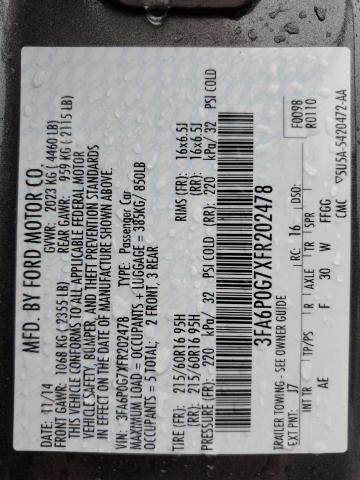 MFD. BY FORD MOTOR CO.
DATE: 11/14 GVWR: 2023 KG ( 4460 LB)
FRONT GAWR: 1068 KG ( 2355 LB) REAR GAWR: 959 KG ( 2115 LB)
THIS VEHICLE CONFORMS TO ALL APPLICABLE FEDERAL MOTOR
VEHICLE SAFETY, BUMPER, AND THEFT PREVENTION STANDARDS
IN EFFECT ON THE DATE OF MANUFACTURE SHOWN ABOVE.
VIN: 3FA6P0G7XFR202478 TYPE: Passenger Car
MAXIMUM LOAD = OCCUPANTS + LUGGAGE = 385KG/ 850LB
OCCUPANTS = 5 TOTAL: 2 FRONT, 3 REAR
TIRE (FR): 215/60R16 95H RIMS (FR): 16x6.5J
TIRE (RR): 215/60R16 95H (RR): 16x6.5J
PRESSURE (FR): 220 kPa/ 32 PSI COLD (RR): 220 kPa/ 32 PSI COLD
3FA6P0G7XFR202478
F0098
R0110
TRAILER TOWING - SEE OWNER GUIDE
EXT PNT: J7 RC: 16 DSO:
INT TR TP/PS R AXLE TR SPR
AE F 30 W FF
CMC 5U5A-5420472-AA